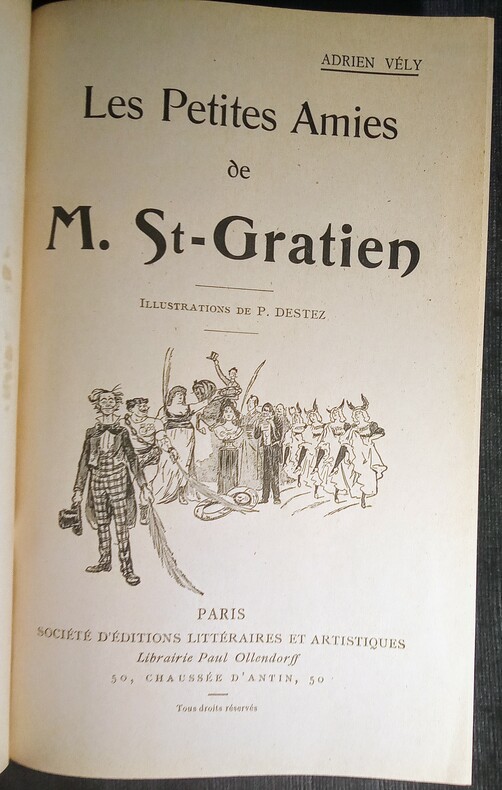 ADRIEN VÉLY
Les Petites Amies
de
M. St-Gratien
ILLUSTRATIONS DE P. DESTEZ
PARIS
SOCIÉTÉ D'ÉDITIONS LITTÉRAIRES ET ARTISTIQUES
Librairie Paul Ollendorff
50, CHAUSSÉE D'ANTIN, 50
Tous droits réservés